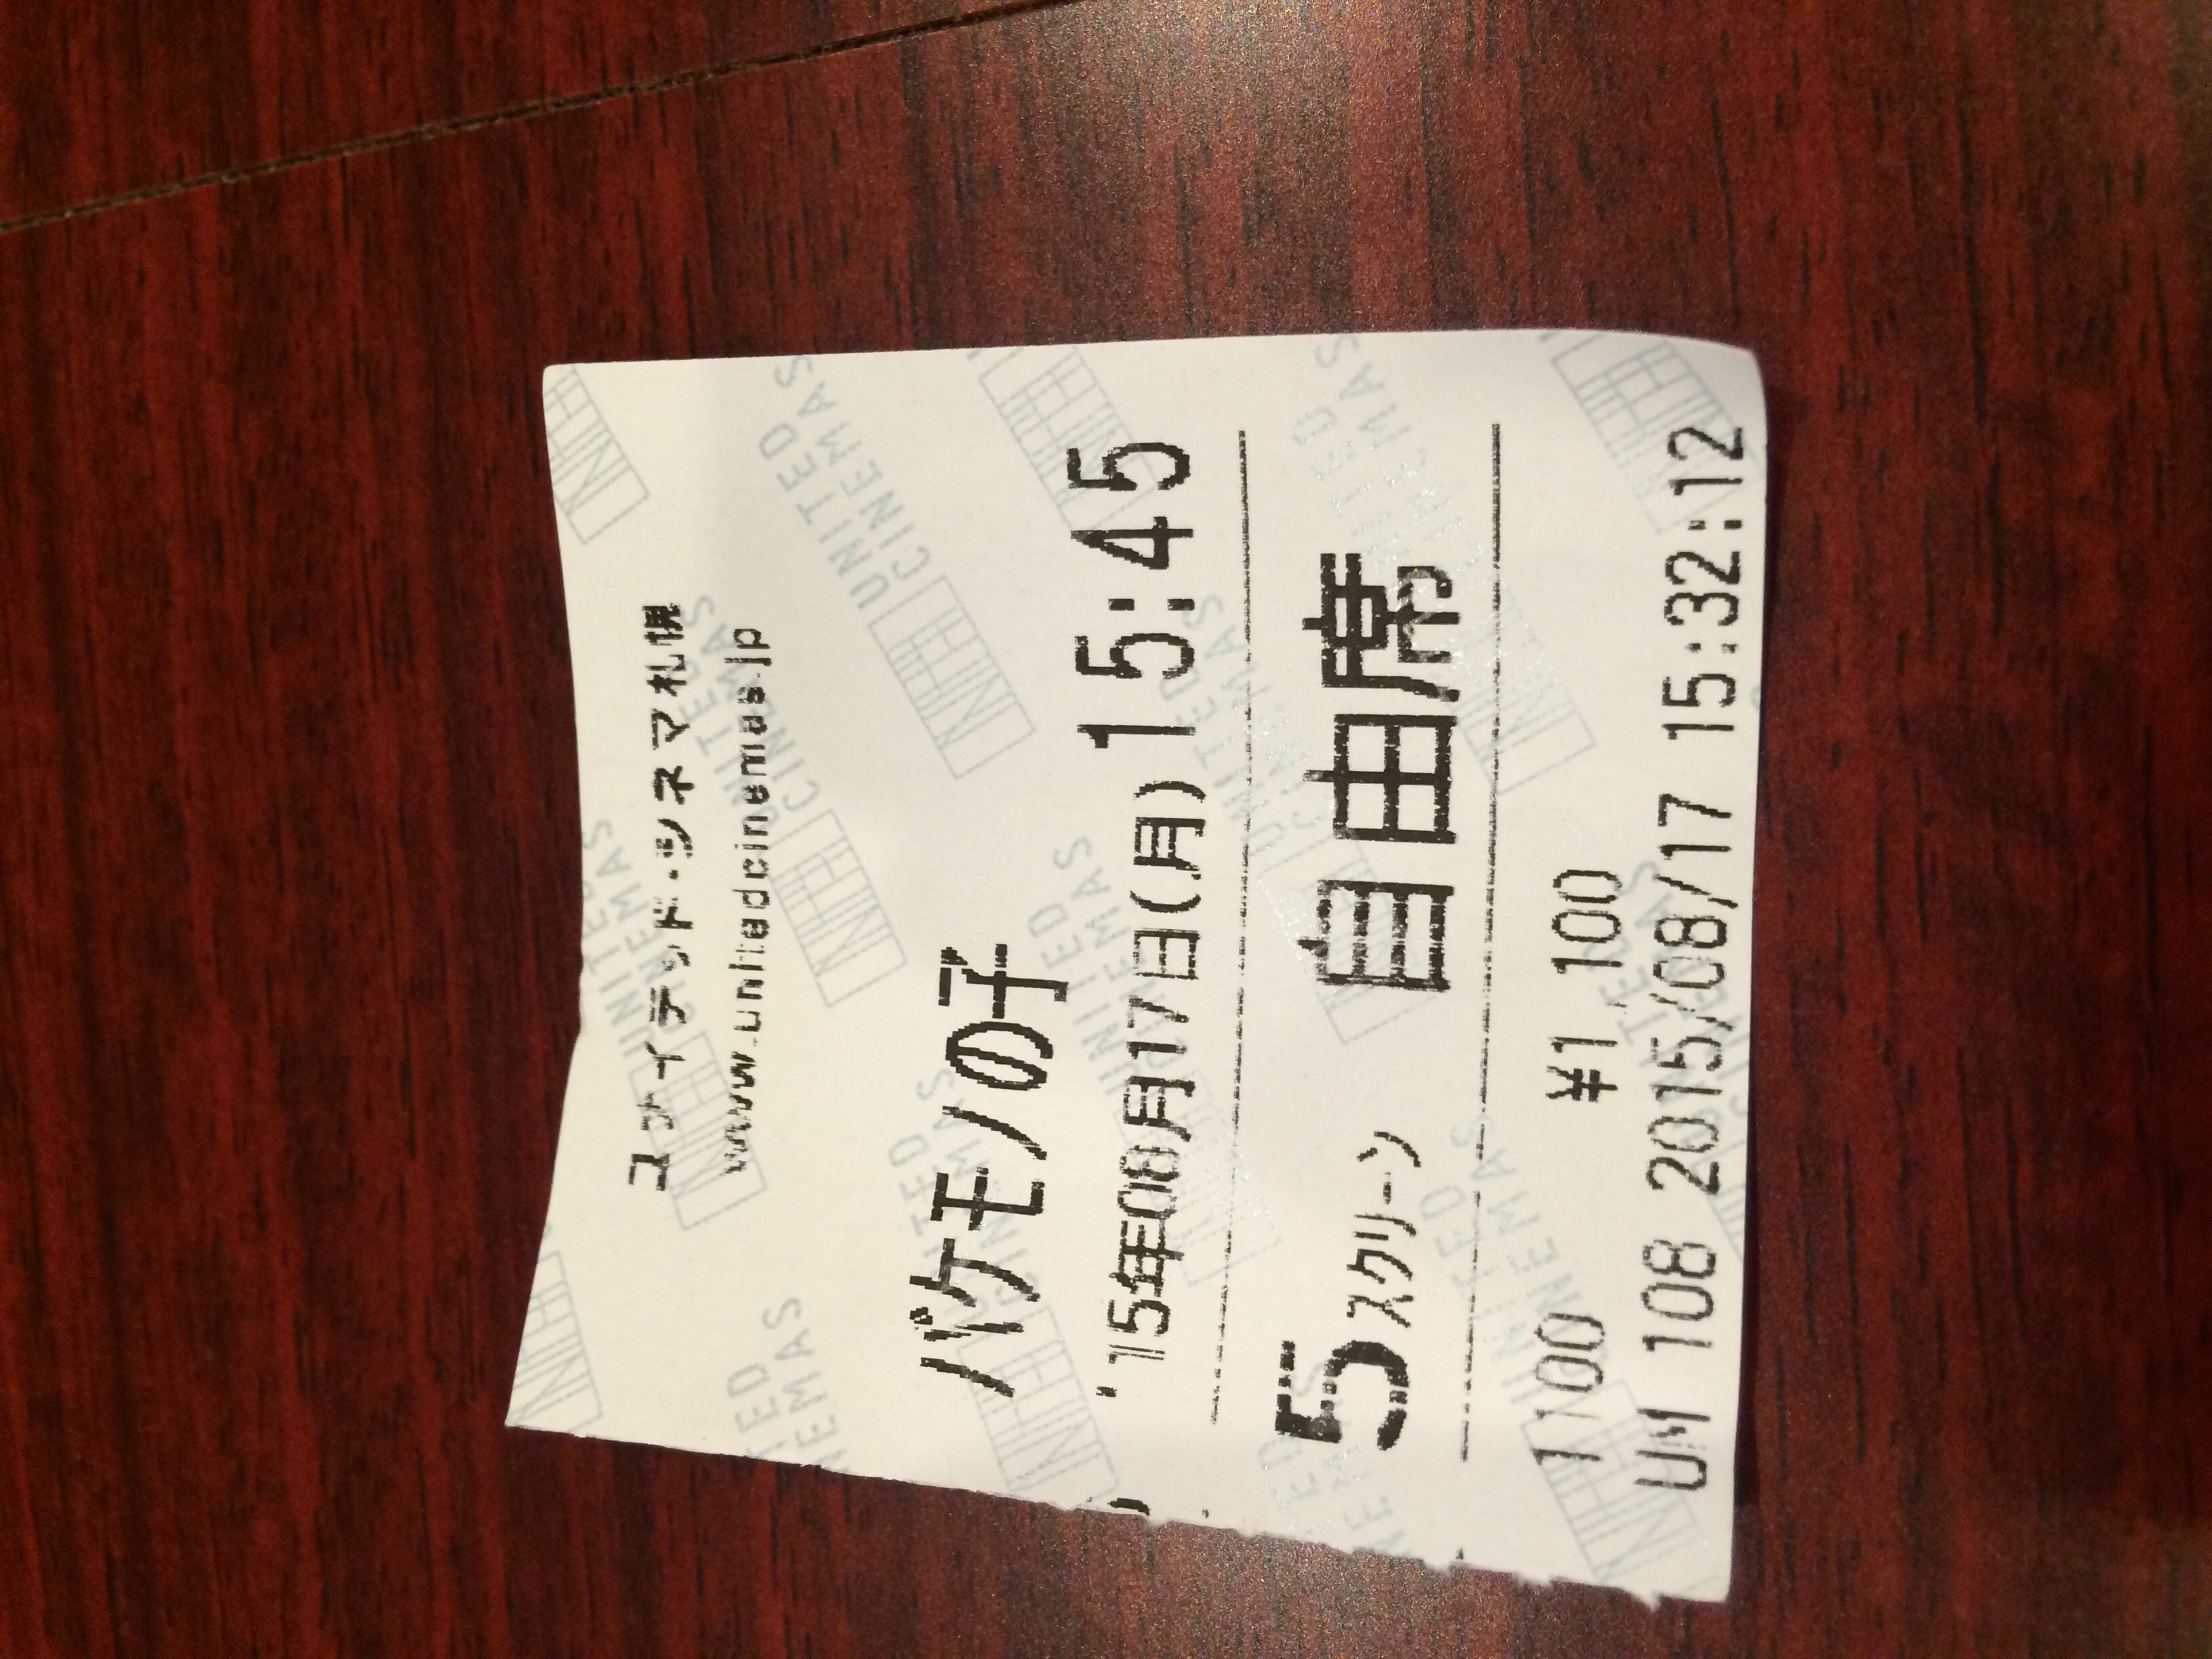 ユナイテッド・シネマ札幌
www.unitedcinemas.jp
バケモノの子
'15年08月17日(月) 15:45
5スクリーン 自由席
1100 ¥1,100
UM 108 2015/08/17 15:32:12
UNITED
CINEMAS